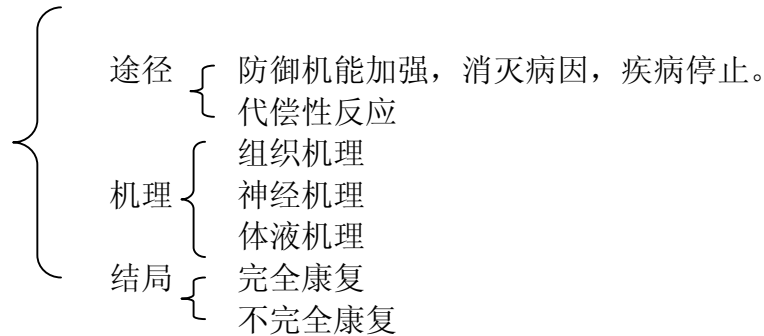 途径 防御机能加强，消灭病因，疾病停止。
代偿性反应
组织机理
机理 神经机理
体液机理
结局 完全康复
不完全康复